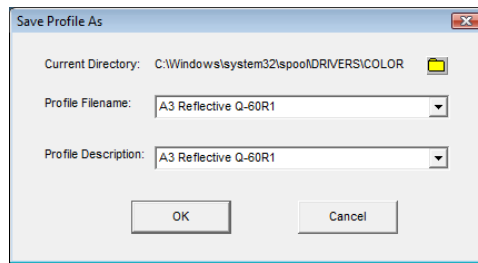 Save Profile As
Current Directory: C:\Windows\system32\spool\DRIVERS\COLOR
Profile Filename: A3 Reflective Q-60R1
Profile Description: A3 Reflective Q-60R1
OK Cancel